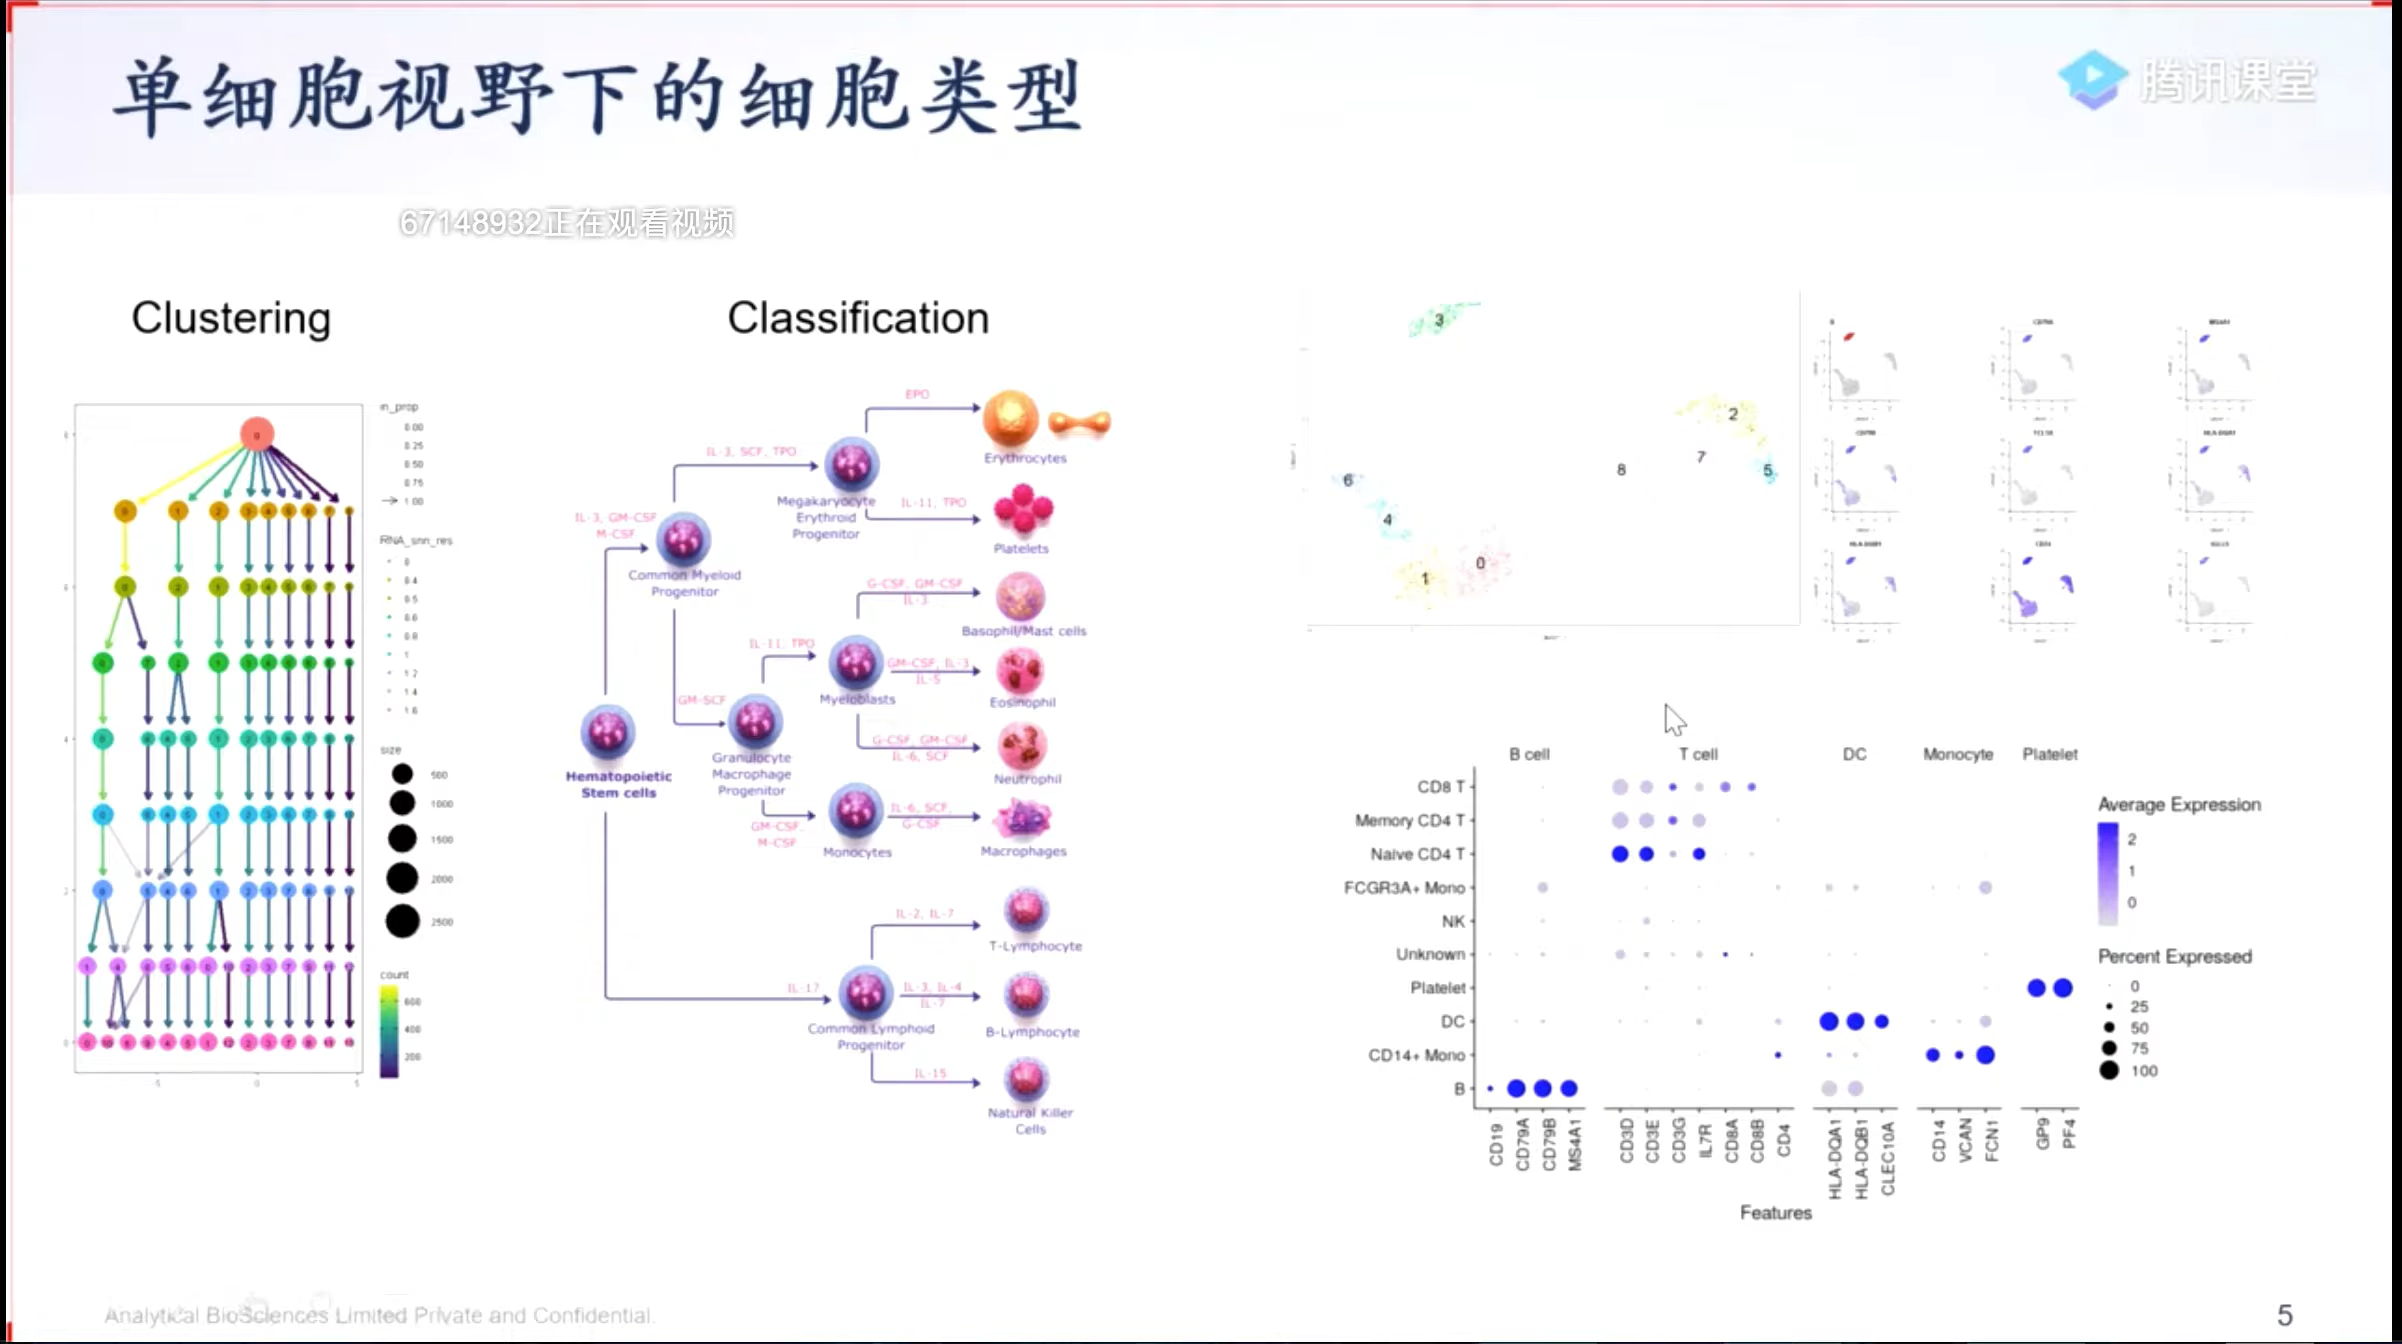 单细胞视野下的细胞类型
腾讯课堂
67148932正在观看视频
Clustering
Classification
in_prop
0.00
0.25
0.50
0.75
1.00
RNA_snn_res
0
0.4
0.5
0.6
0.8
1
1.2
1.4
1.6
size
500
1000
1500
2000
2500
count
600
400
200
EPO
Erythrocytes
IL-3, SCF, TPO
Megakaryocyte
Erythroid
Progenitor
IL-11, TPO
Platelets
IL-3, GM-CSF
M-CSF
Common Myeloid
Progenitor
G-CSF, GM-CSF
IL-3
Basophil/Mast cells
IL-11, TPO
Myeloblasts
GM-CSF, IL-3
IL-5
Eosinophil
GM-SCF
Granulocyte
Macrophage
Progenitor
G-CSF, GM-CSF
IL-6, SCF
Neutrophil
Hematopoietic
Stem cells
GM-CSF,
M-CSF
Monocytes
IL-6, SCF,
G-CSF
Macrophages
IL-2, IL-7
T-Lymphocyte
IL-17
Common Lymphoid
Progenitor
IL-3, IL-4
IL-7
B-Lymphocyte
IL-15
Natural Killer
Cells
3
2
7
8
5
6
4
1
0
B cell
T cell
DC
Monocyte
Platelet
CD8 T
Memory CD4 T
Naive CD4 T
FCGR3A+ Mono
NK
Unknown
Platelet
DC
CD14+ Mono
B
CD19
CD79A
CD79B
MS4A1
CD3D
CD3E
CD3G
IL7R
CD8A
CD8B
CD4
HLA-DQA1
HLA-DQB1
CLEC10A
CD14
VCAN
FCN1
GP9
PF4
Features
Average Expression
2
1
0
Percent Expressed
0
25
50
75
100
Analytical BioSciences Limited Private and Confidential.
5